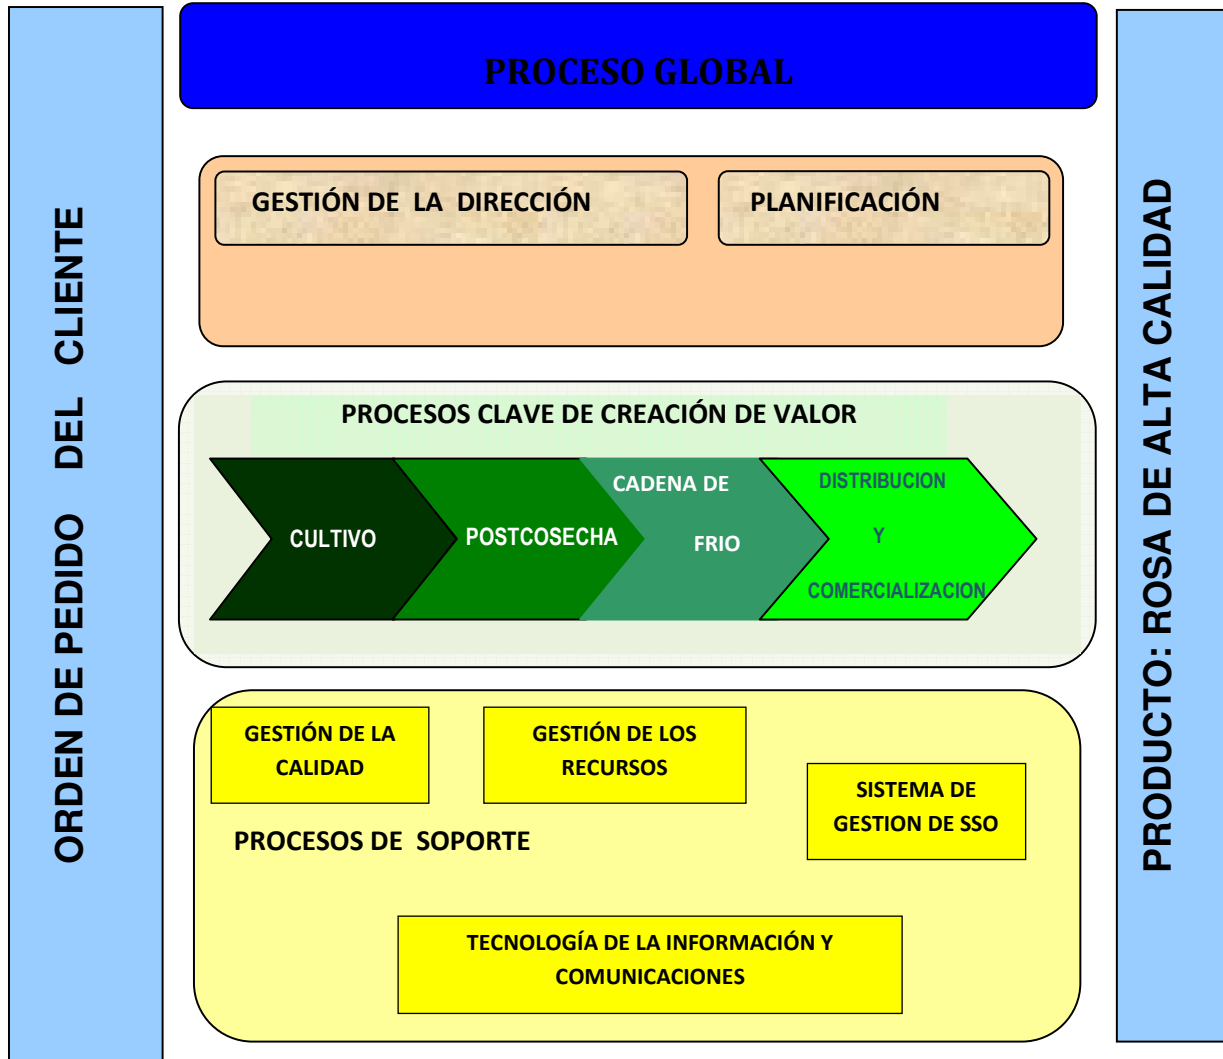 ORDEN DE PEDIDO DEL CLIENTE
PROCESO GLOBAL
GESTIÓN DE LA DIRECCIÓN
PLANIFICACIÓN
PROCESOS CLAVE DE CREACIÓN DE VALOR
CULTIVO
POSTCOSECHA
CADENA DE
FRIO
DISTRIBUCION
Y
COMERCIALIZACION
GESTIÓN DE LA
CALIDAD
GESTIÓN DE LOS
RECURSOS
SISTEMA DE
GESTION DE SSO
PROCESOS DE SOPORTE
TECNOLOGÍA DE LA INFORMACIÓN Y
COMUNICACIONES
PRODUCTO: ROSA DE ALTA CALIDAD